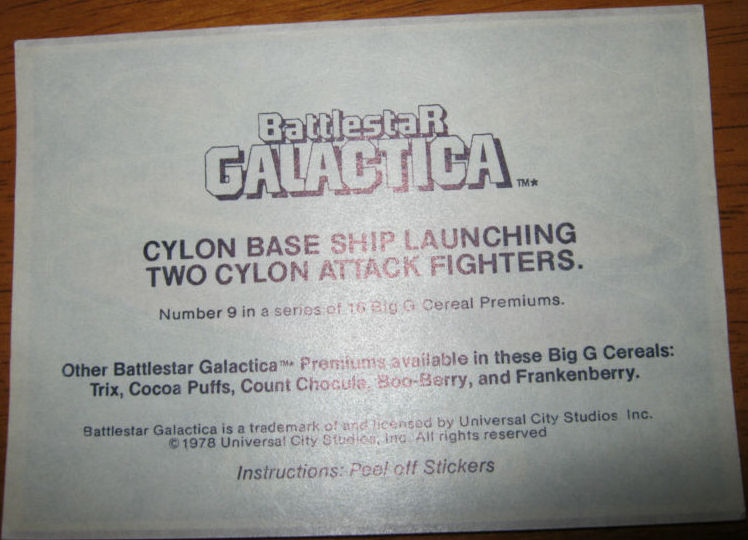 BattlestaR
GALACTICA™*
CYLON BASE SHIP LAUNCHING
TWO CYLON ATTACK FIGHTERS.
Number 9 in a series of 16 Big G Cereal Premiums.
Other Battlestar Galactica™* Premiums available in these Big G Cereals:
Trix, Cocoa Puffs, Count Chocula, Boo-Berry, and Frankenberry.
Battlestar Galactica is a trademark of and licensed by Universal City Studios, Inc.
©1978 Universal City Studios, Inc. All rights reserved
Instructions: Peel off Stickers